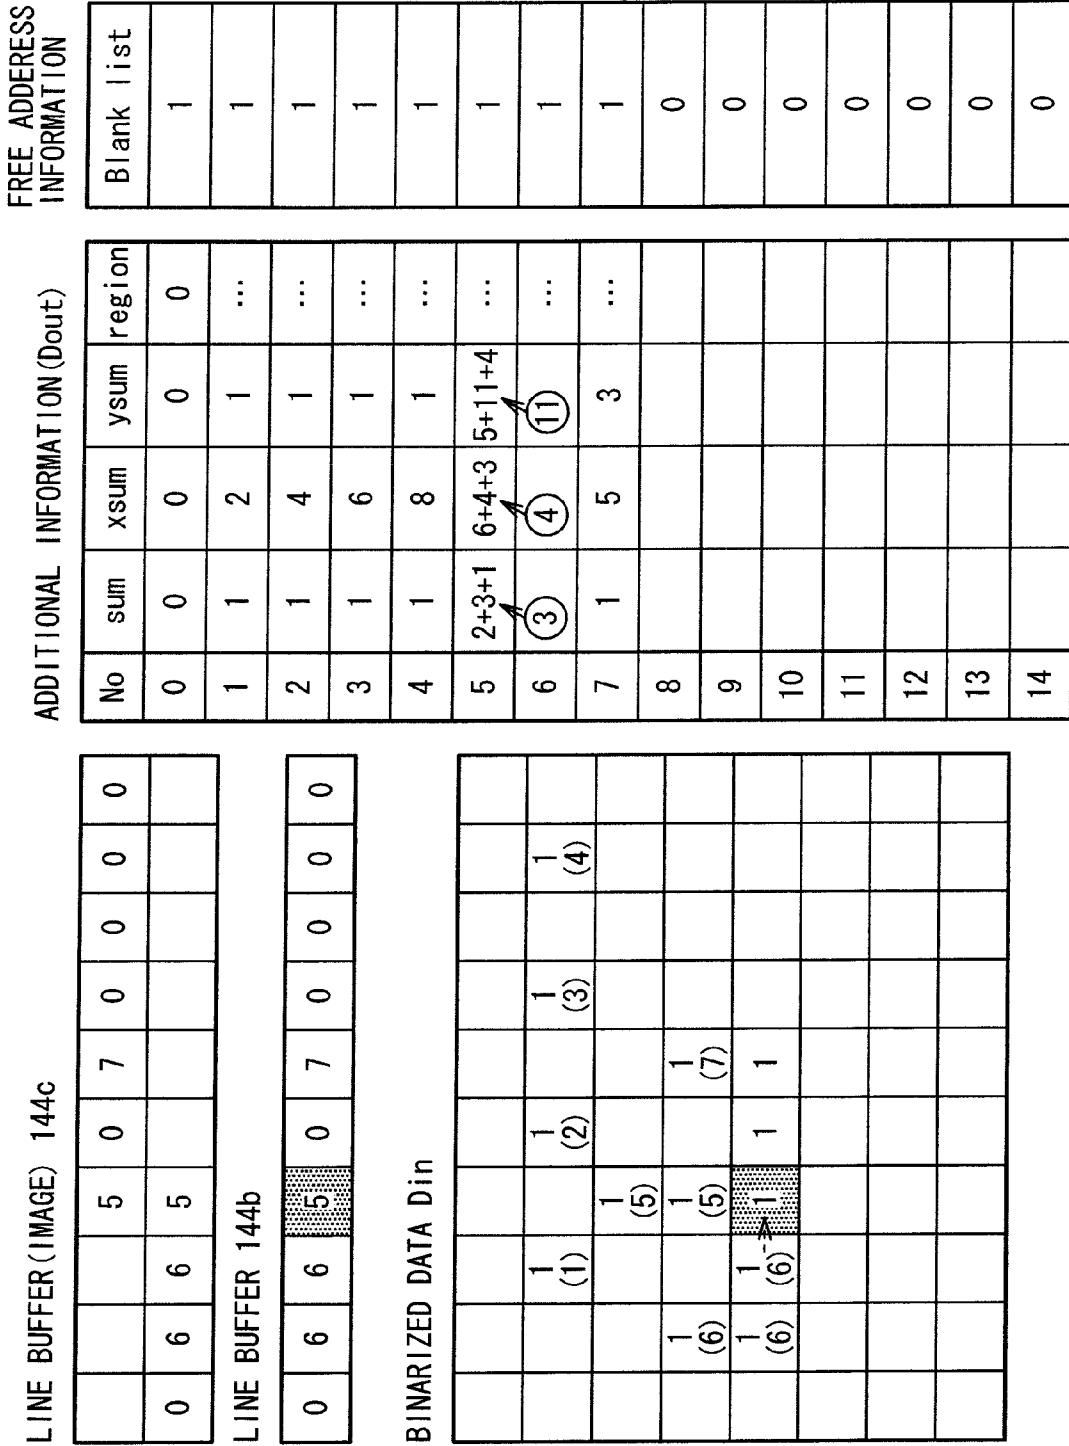 LINE BUFFER(IMAGE) 144c
5 0 7 0 0 0 0
0 6 6 5
LINE BUFFER 144b
0 6 6 5 0 7 0 0 0 0
BINARIZED DATA Din
1 1 1 1
(1) (2) (3) (4)
1
(5)
1 1 1
(6) (5) (7)
1 1 1 1 1
(6) (6)
ADDITIONAL INFORMATION(Dout)
No sum xsum ysum region
0 0 0 0 0
1 1 2 1 ...
2 1 4 1 ...
3 1 6 1 ...
4 1 8 1 ...
5 2+3+1 6+4+3 5+11+4 ...
6 3 4 11 ...
7 1 5 3 ...
8
9
10
11
12
13
14
FREE ADDERESS
INFORMATION
Blank list
1
1
1
1
1
1
1
1
0
0
0
0
0
0
0